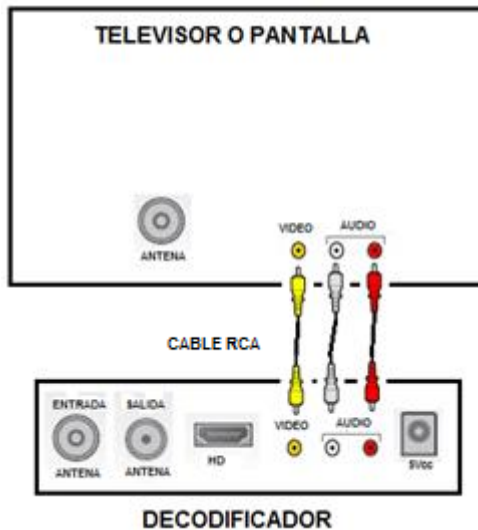 TELEVISOR O PANTALLA
VIDEO AUDIO
ANTENA
CABLE RCA
ENTRADA SALIDA
VIDEO AUDIO
ANTENA ANTENA HD 5Vcc
DECODIFICADOR